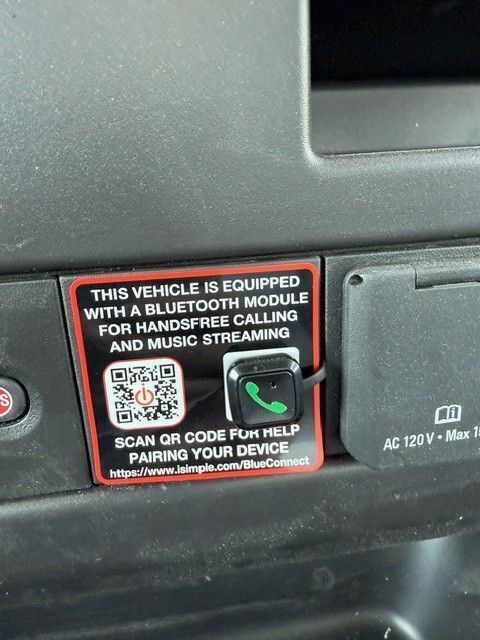 THIS VEHICLE IS EQUIPPED
WITH A BLUETOOTH MODULE
FOR HANDSFREE CALLING
AND MUSIC STREAMING
SCAN QR CODE FOR HELP
PAIRING YOUR DEVICE
https://www.isimple.com/BlueConnect
AC 120 V • Max